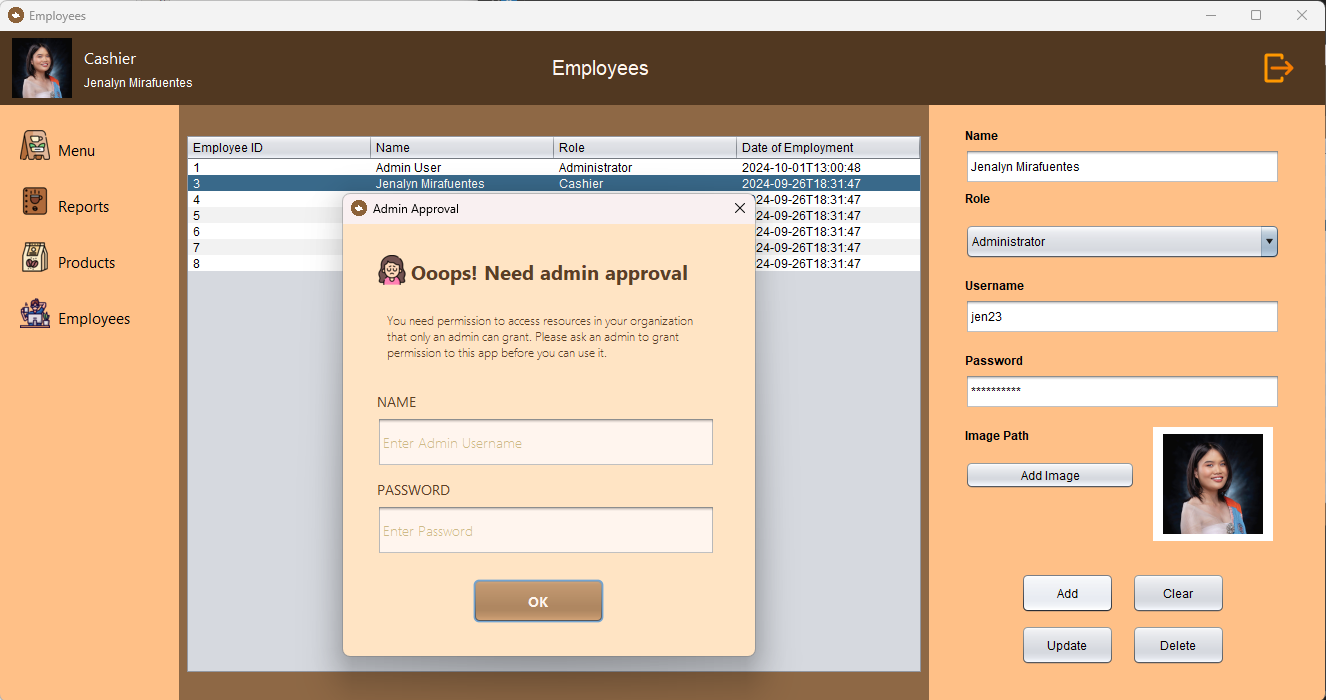 Employees
Cashier
Jenalyn Mirafuentes
Employees
Menu
Reports
Products
Employees
Employee ID Name Role Date of Employment
1 Admin User Administrator 2024-10-01T13:00:48
3 Jenalyn Mirafuentes Cashier 2024-09-26T18:31:47
4 24-09-26T18:31:47
5 24-09-26T18:31:47
6 24-09-26T18:31:47
7 24-09-26T18:31:47
8 24-09-26T18:31:47
Admin Approval
Ooops! Need admin approval
You need permission to access resources in your organization
that only an admin can grant. Please ask an admin to grant
permission to this app before you can use it.
NAME
Enter Admin Username
PASSWORD
Enter Password
OK
Name
Jenalyn Mirafuentes
Role
Administrator
Username
jen23
Password
**********
Image Path
Add Image
Add Clear
Update Delete